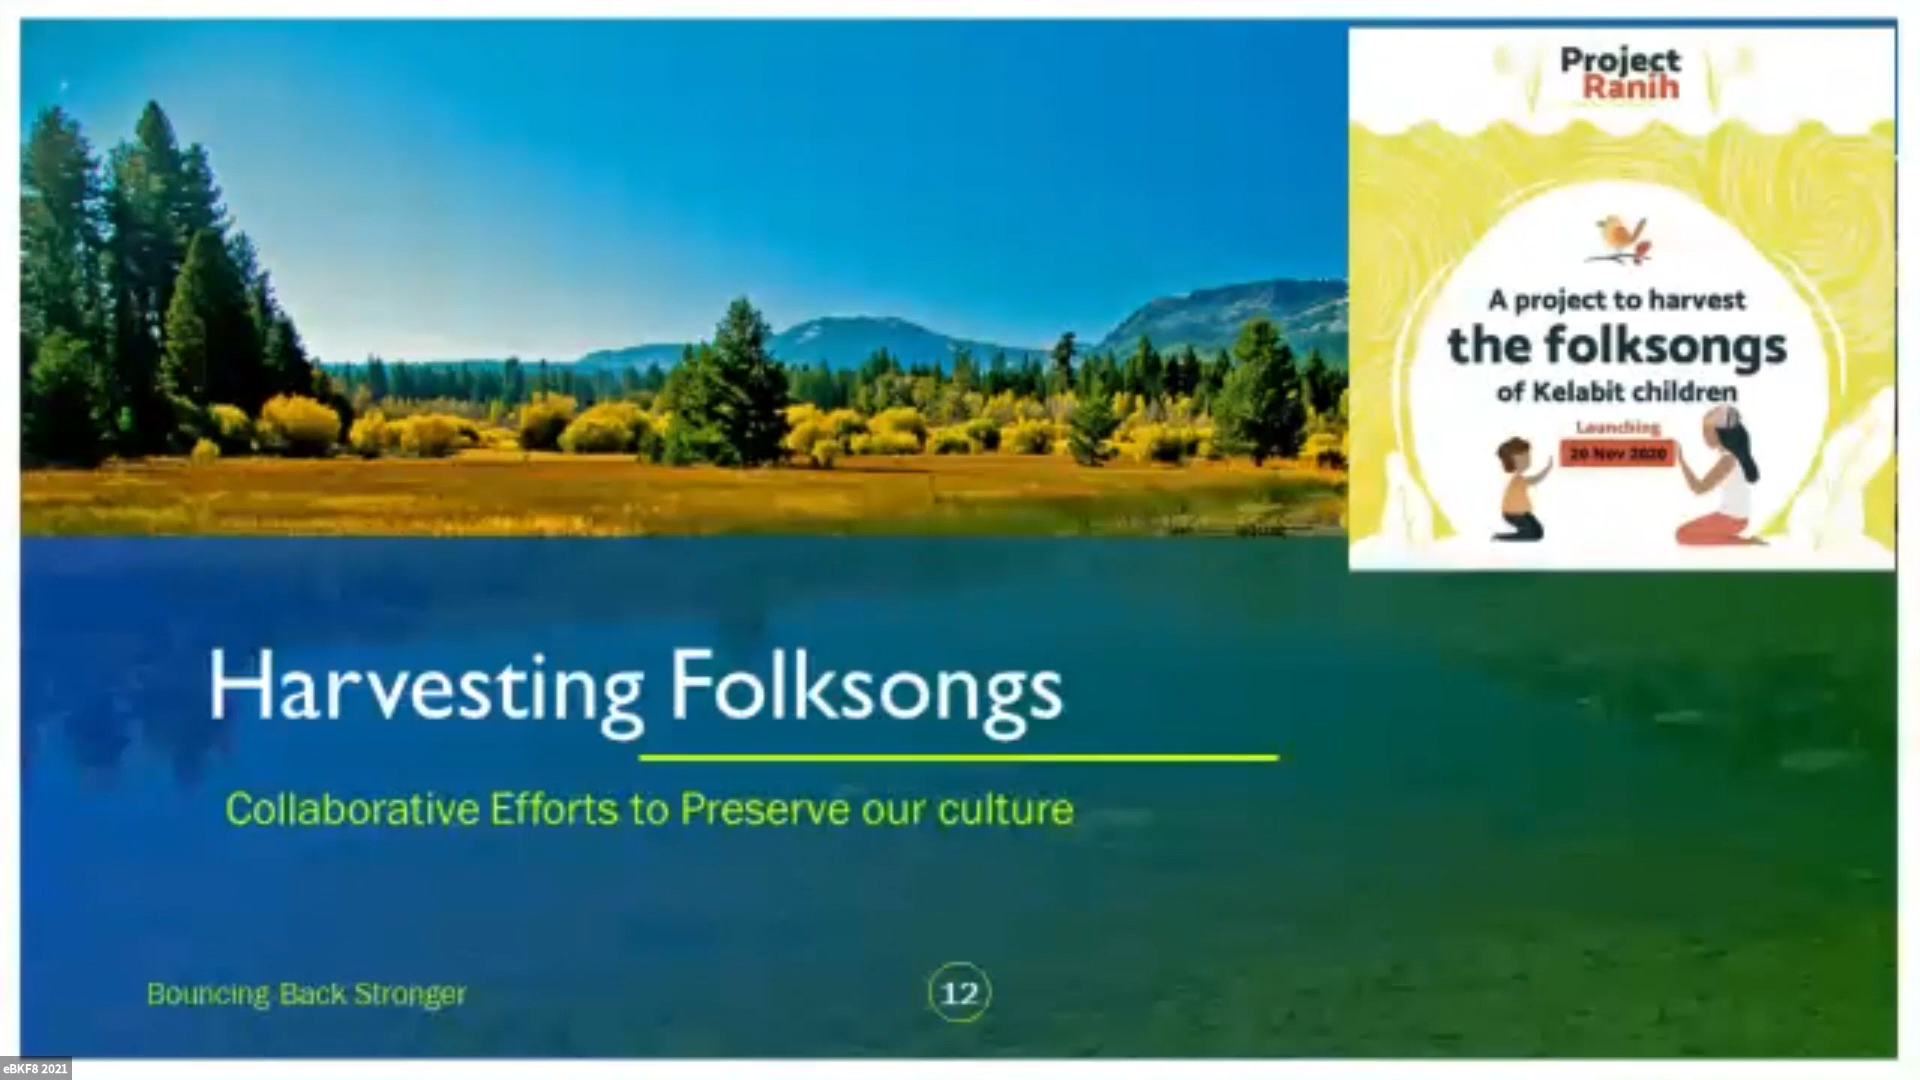 Project
Ranih
A project to harvest
the folksongs
of Kelabit children
Launching
20 Nov 2020
Harvesting Folksongs
Collaborative Efforts to Preserve our culture
Bouncing Back Stronger
12
eBKF8 2021